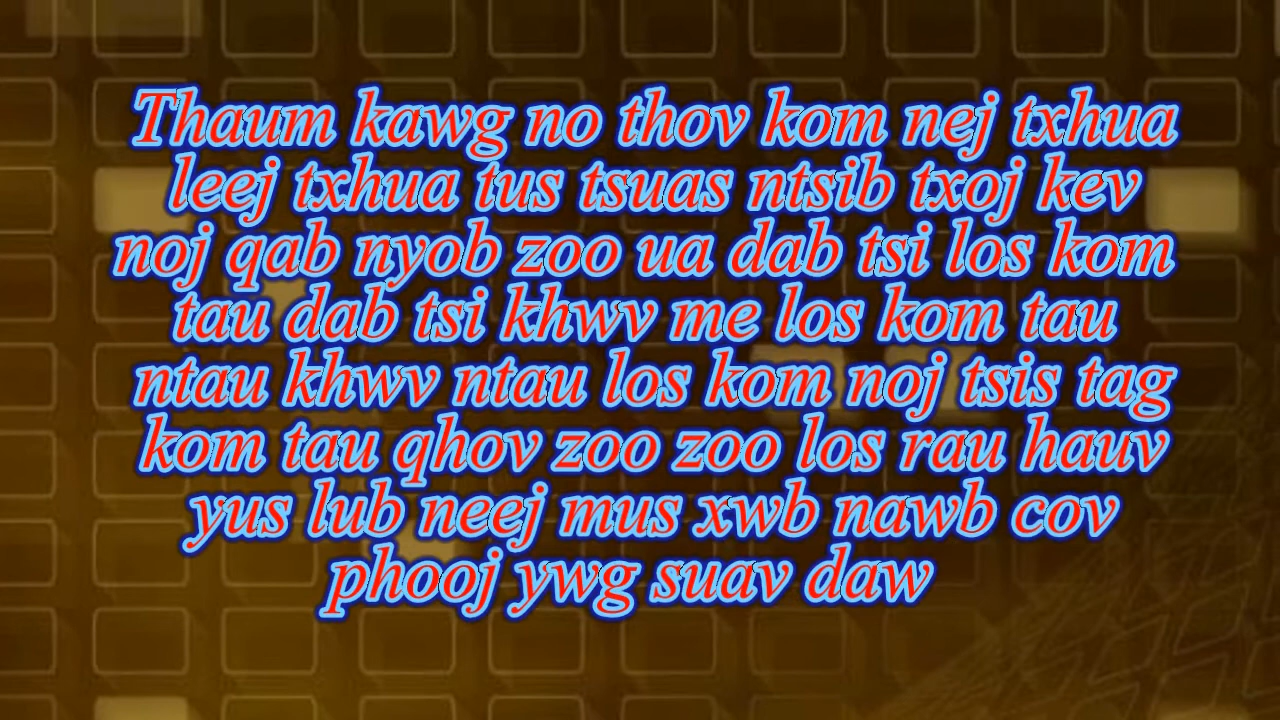 Thaum kawg no thov kom nej txhua
leej txhua tus tsuas ntsib txoj kev
noj qab nyob zoo ua dab tsi los kom
tau dab tsi khwv me los kom tau
ntau khwv ntau los kom noj tsis tag
kom tau qhov zoo zoo los rau hauv
yus lub neej mus xwb nawb cov
phooj ywg suav daw